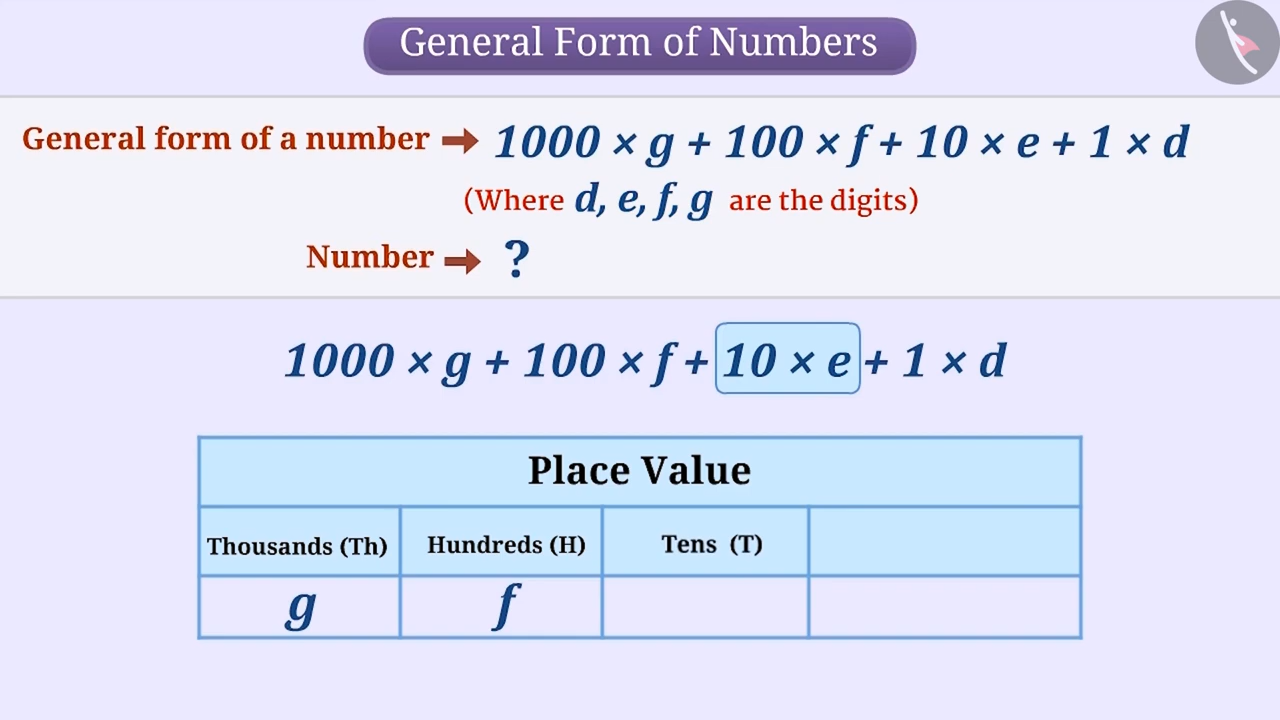 General Form of Numbers
General form of a number ➡ 1000 × g + 100 × f + 10 × e + 1 × d
(Where d, e, f, g are the digits)
Number ➡ ?
1000 × g + 100 × f + 10 × e + 1 × d
Place Value
Thousands (Th) Hundreds (H) Tens (T)
g f